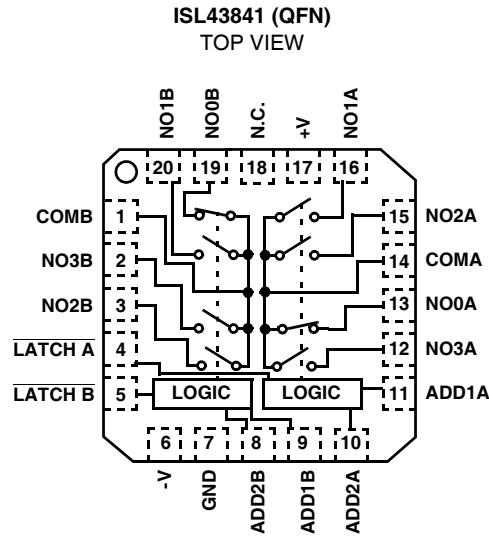 ISL43841 (QFN)
TOP VIEW
NO1B
NO0B
N.C.
+V
NO1A
20
19
18
17
16
COMB 1
15 NO2A
NO3B 2
14 COMA
NO2B 3
13 NO0A
LATCH A 4
12 NO3A
LATCH B 5
LOGIC
LOGIC
11 ADD1A
6
7
8
9
10
-V
GND
ADD2B
ADD1B
ADD2A